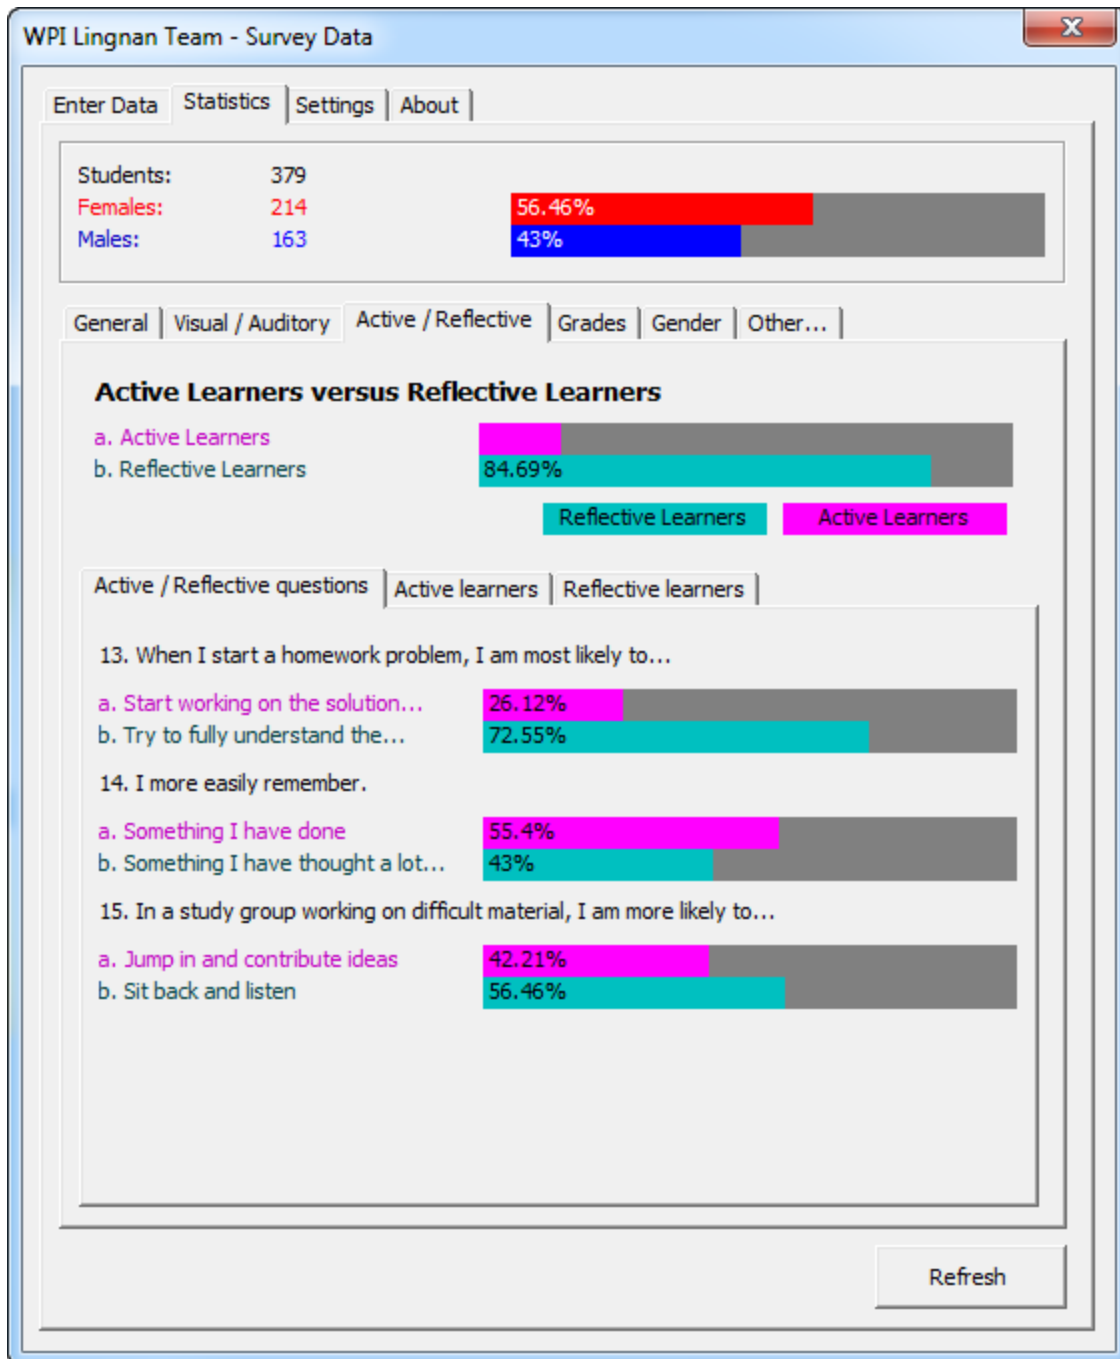 WPI Lingnan Team - Survey Data
X
Enter Data Statistics Settings About
Students: 379
Females: 214 56.46%
Males: 163 43%
General Visual / Auditory Active / Reflective Grades Gender Other...
Active Learners versus Reflective Learners
a. Active Learners
b. Reflective Learners 84.69%
Reflective Learners Active Learners
Active / Reflective questions Active learners Reflective learners
13. When I start a homework problem, I am most likely to...
a. Start working on the solution... 26.12%
b. Try to fully understand the... 72.55%
14. I more easily remember.
a. Something I have done 55.4%
b. Something I have thought a lot... 43%
15. In a study group working on difficult material, I am more likely to...
a. Jump in and contribute ideas 42.21%
b. Sit back and listen 56.46%
Refresh